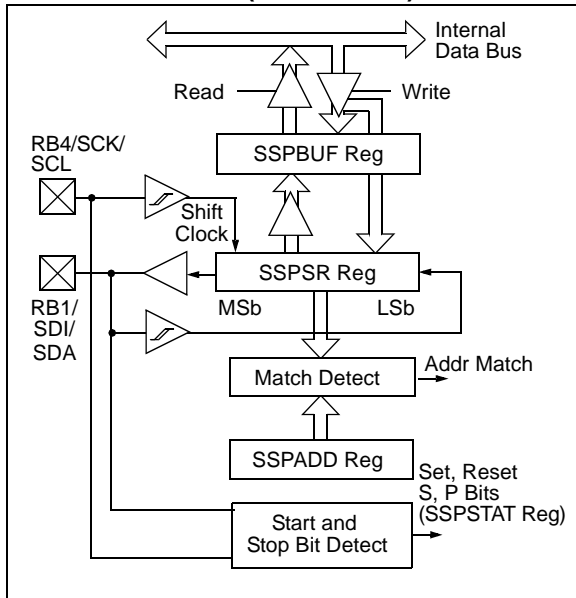 Internal
Data Bus
Read
Write
RB4/SCK/
SCL
SSPBUF Reg
Shift
Clock
SSPSR Reg
MSb
LSb
RB1/
SDI/
SDA
Match Detect
Addr Match
SSPADD Reg
Set, Reset
S, P Bits
(SSPSTAT Reg)
Start and
Stop Bit Detect